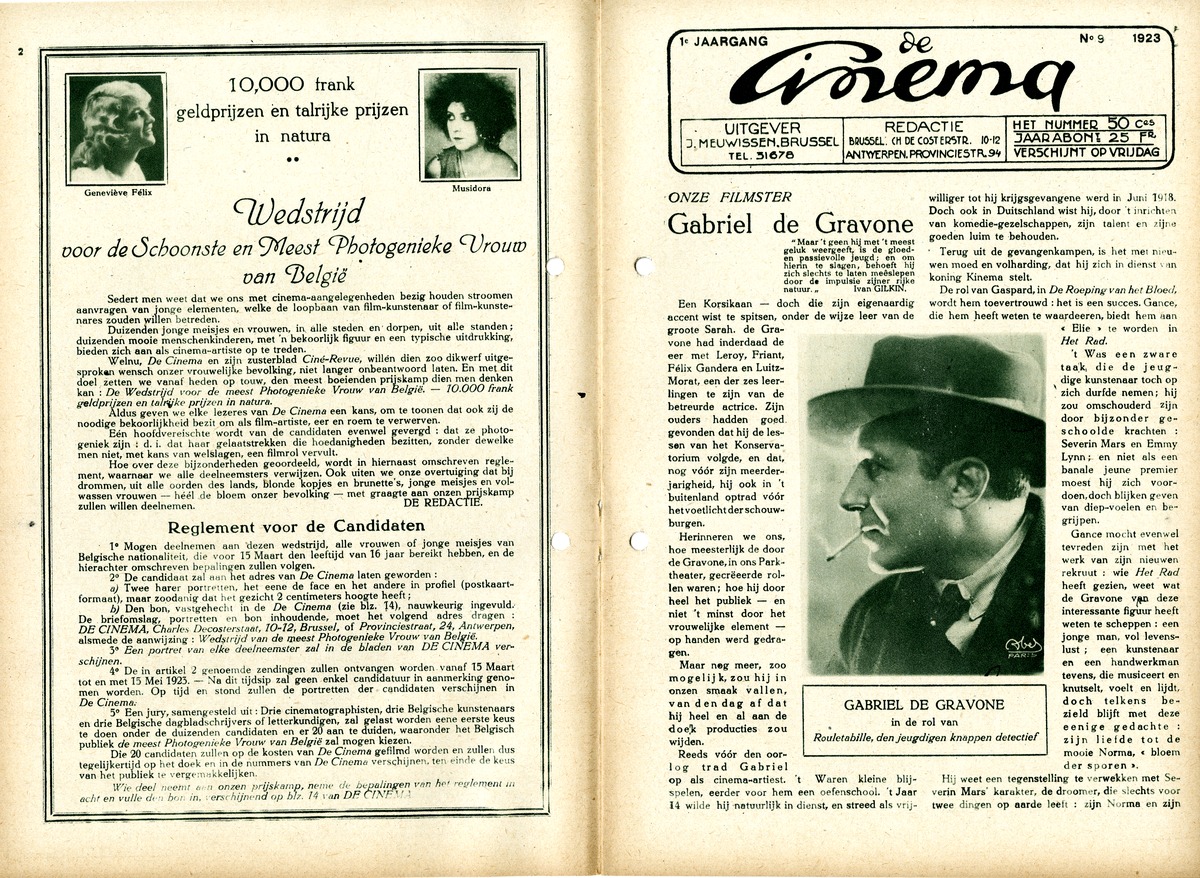 2
10,000 frank
geldprijzen en talrijke prijzen
in natura
Geneviève Félix
Musidora
Wedstrijd
voor de Schoonste en Meest Photogenieke Vrouw
van België
Sedert men weet dat we ons met cinema-aangelegenheden bezig houden stroomen
aanvragen van jonge elementen, welke de loopbaan van film-kunstenaar of film-kunste-
nares zouden willen betreden.
Duizenden jonge meisjes en vrouwen, in alle steden en dorpen, uit alle standen;
duizenden mooie menschenkinderen, met 'n bekoorlijk figuur en een typische uitdrukking,
bieden zich aan als cinema-artiste op te treden.
Welnu, De Cinema en zijn zusterblad Ciné-Revue, willén dien zoo dikwerf uitge-
sproken wensch onzer vrouwelijke bevolking, niet langer onbeantwoord laten. En met dit
doel zetten we vanaf heden op touw, den meest boeienden prijskamp dien men denken
kan : De Wedstrijd voor de meest Photogenieke Vrouw van België. — 10.000 frank
geldprijzen en talrijke prijzen in natura.
Aldus geven we elke lezeres van De Cinema een kans, om te toonen dat ook zij de
noodige bekoorlijkheid bezit om als film-artiste, eer en roem te verwerven.
Eén hoofdvereischte wordt van de candidaten evenwel gevergd : dat ze photo-
geniek zijn : d. i. dat haar gelaatstrekken die hoedanigheden bezitten, zonder dewelke
men niet, met kans van welslagen, een filmrol vervult.
Hoe over deze bijzonderheden geoordeeld, wordt in hiernaast omschreven regle-
ment, waarnaar we alle deelneemsters verwijzen. Ook uiten we onze overtuiging dat bij
drommen, uit alle oorden des lands, blonde kopjes en brunette's, jonge meisjes en vol-
wassen vrouwen — héél de bloem onzer bevolking — met graagte aan onzen prijskamp
zullen willen deelnemen. DE REDACTIE.
Reglement voor de Candidaten
1º Mogen deelnemen aan dezen wedstrijd, alle vrouwen of jonge meisjes van
Belgische nationaliteit, die voor 15 Maart den leeftijd van 16 jaar bereikt hebben, en de
hierachter omschreven bepalingen zullen volgen.
2º De candidaat zal aan het adres van De Cinema laten geworden :
a) Twee harer portretten, het eene de face en het andere in profiel (postkaart-
formaat), maar zoodanig dat het gezicht 2 centimeters hoogte heeft;
b) Den bon, vastgehecht in de De Cinema (zie blz. 14), nauwkeurig ingevuld.
De briefomslag, portretten en bon inhoudende, moet het volgend adres dragen :
DE CINEMA, Charles Decosterstaat, 10-12, Brussel, of Provinciestraat, 24, Antwerpen,
alsmede de aanwijzing : Wedstrijd van de meest Photogenieke Vrouw van België.
3º Een portret van elke deelneemster zal in de bladen van DE CINEMA ver-
schijnen.
4º De in artikel 2 genoemde zendingen zullen ontvangen worden vanaf 15 Maart
tot en met 15 Mei 1923. — Na dit tijdsip zal geen enkel candidatuur in aanmerking geno-
men worden. Op tijd en stond zullen de portretten der candidaten verschijnen in
De Cinema.
5º Een jury, samengesteld uit : Drie cinematographisten, drie Belgische kunstenaars
en drie Belgische dagbladschrijvers of letterkundigen, zal gelast worden eene eerste keus
te doen onder de duizenden candidaten en er 20 aan te duiden, waaronder het Belgisch
publiek de meest Photogenieke Vrouw van België zal mogen kiezen.
Die 20 candidaten zullen op de kosten van De Cinema gefilmd worden en zullen dus
tegelijkertijd op het doek en in de nummers van De Cinema verschijnen, ten einde de keus
van het publiek te vergemakkelijken.
Wie deel neemt aan onzen prijskamp, neme de bepalingen van het reglement in
acht en vulle den bon in, verschijnend op blz. 14 van DE CINEMA
1e JAARGANG
Nº 9 1923
de
Cinema
UITGEVER
J. MEUWISSEN. BRUSSEL
TEL. 31678
REDACTIE
BRUSSEL. CH DE COSTERSTR. 10-12
ANTWERPEN. PROVINCIESTR. 94
HET NUMMER 50 Ces
JAARABONT 25 FR.
VERSCHIJNT OP VRIJDAG
ONZE FILMSTER
Gabriel de Gravone
"Maar 't geen hij met 't meest
geluk weergeeft, is de gloed-
en passievolle jeugd; en om
hierin te slagen, behoeft hij
zich slechts te laten meêslepen
door de impulsie zijner rijke
natuur.„ Ivan GILKIN.
Een Korsikaan — doch die zijn eigenaardig
accent wist te spitsen, onder de wijze leer van de
groote Sarah. de Gra-
vone had inderdaad de
eer met Leroy, Friant,
Félix Gandera en Luitz-
Morat, een der zes leer-
lingen te zijn van de
betreurde actrice. Zijn
ouders hadden goed
gevonden dat hij de les-
sen van het Konserva-
torium volgde, en dat,
nog vóór zijn meerder-
jarigheid, hij ook in 't
buitenland optrad vóór
het voetlicht der schouw-
burgen.
Herinneren we ons,
hoe meesterlijk de door
de Gravone, in ons Park-
theater, gecrëeerde rol-
len waren; hoe hij door
heel het publiek — en
niet 't minst door het
vrouwelijke element —
op handen werd gedra-
gen.
Maar neg meer, zoo
mogelijk, zou hij in
onzen smaak vallen,
van den dag af dat
hij heel en al aan de
doek producties zou
wijden.
Reeds vóór den oor-
log trad Gabriel
op als cinema-artiest. 't Waren kleine blij-
spelen, eerder voor hem een oefenschool. 't Jaar
14 wilde hij natuurlijk in dienst, en streed als vrij-
Abel
PARIS
GABRIEL DE GRAVONE
in de rol van
Rouletabille, den jeugdigen knappen detectief
williger tot hij krijgsgevangene werd in Juni 1918.
Doch ook in Duitschland wist hij, door 't inrichten
van komedie-gezelschappen, zijn talent en zijne
goeden luim te behouden.
Terug uit de gevangenkampen, is het met nieu-
wen moed en volharding, dat hij zich in dienst van
koning Kinema stelt.
De rol van Gaspard, in De Roeping van het Bloed,
wordt hem toevertrouwd : het is een succes. Gance,
die hem heeft weten te waardeeren, biedt hem aan
« Elie » te worden in
Het Rad.
't Was een zware
taak, die de jeug-
dige kunstenaar toch op
zich durfde nemen; hij
zou omschouderd zijn
door bijzonder ge-
schoolde krachten :
Severin Mars en Emmy
Lynn; en niet als een
banale jeune premier
moest hij zich voor-
doen, doch blijken geven
van diep-voelen en be-
grijpen.
Gance mocht evenwel
tevreden zijn met het
werk van zijn nieuwen
rekruut : wie Het Rad
heeft gezien, weet wat
de Gravone van deze
interessante figuur heeft
weten te scheppen : een
jonge man, vol levens-
lust ; een kunstenaar
en een handwerkman
tevens, die musiceert en
knutselt, voelt en lijdt,
doch telkens be-
zield blijft met deze
eenige gedachte :
zijn liefde tot de
mooie Norma, « bloem
der sporen ».
Hij weet een tegenstelling te verwekken met Se-
verin Mars' karakter, de droomer, die slechts voor
twee dingen op aarde leeft : zijn Norma en zijn